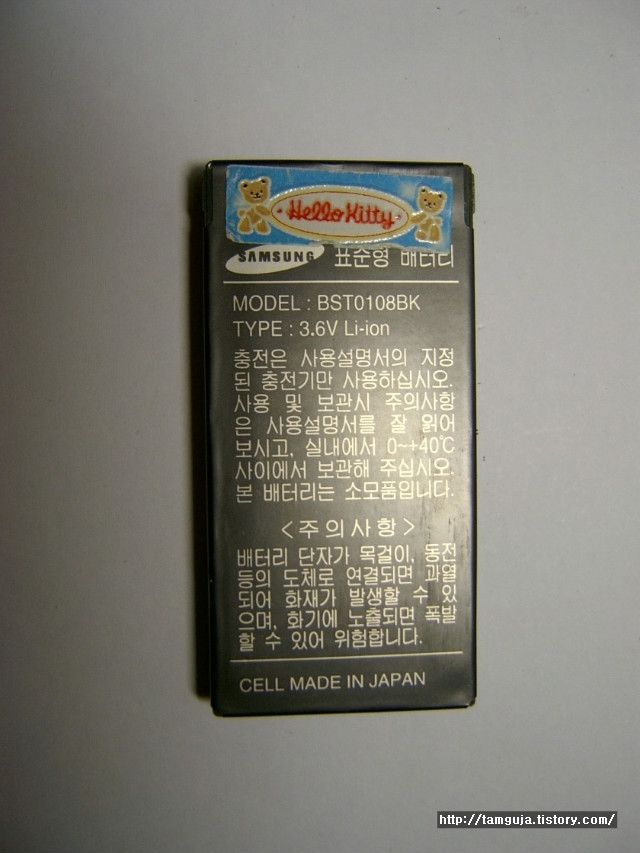 Hello Kitty
SAMSUNG 표준형 배터리
MODEL : BST0108BK
TYPE : 3.6V Li-ion
충전은 사용설명서의 지정
된 충전기만 사용하십시오.
사용 및 보관시 주의사항
은 사용설명서를 잘 읽어
보시고, 실내에서 0~+40℃
사이에서 보관해 주십시오.
본 배터리는 소모품입니다.
<주의사항>
배터리 단자가 목걸이, 동전
등의 도체로 연결되면 과열
되어 화재가 발생할 수 있
으며, 화기에 노출되면 폭발
할 수 있어 위험합니다.
CELL MADE IN JAPAN
http://tamguja.tistory.com/